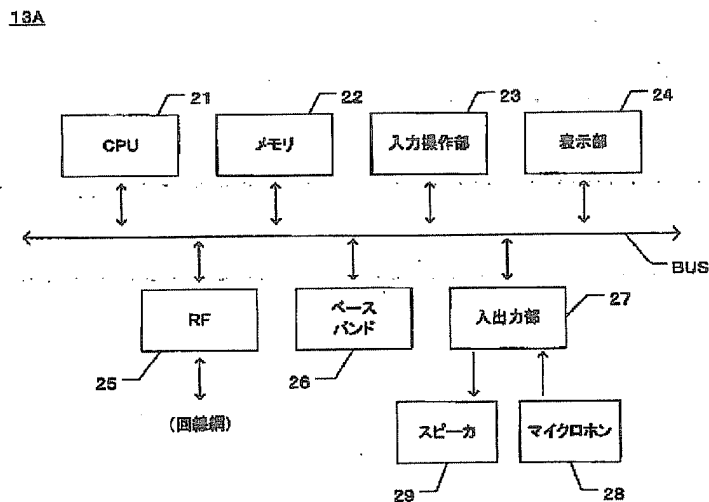 13A
21
22
23
24
CPU
メモリ
入力操作部
表示部
BUS
RF
ベース
バンド
入出力部
27
25
26
(回線網)
スピーカ
マイクロホン
29
28